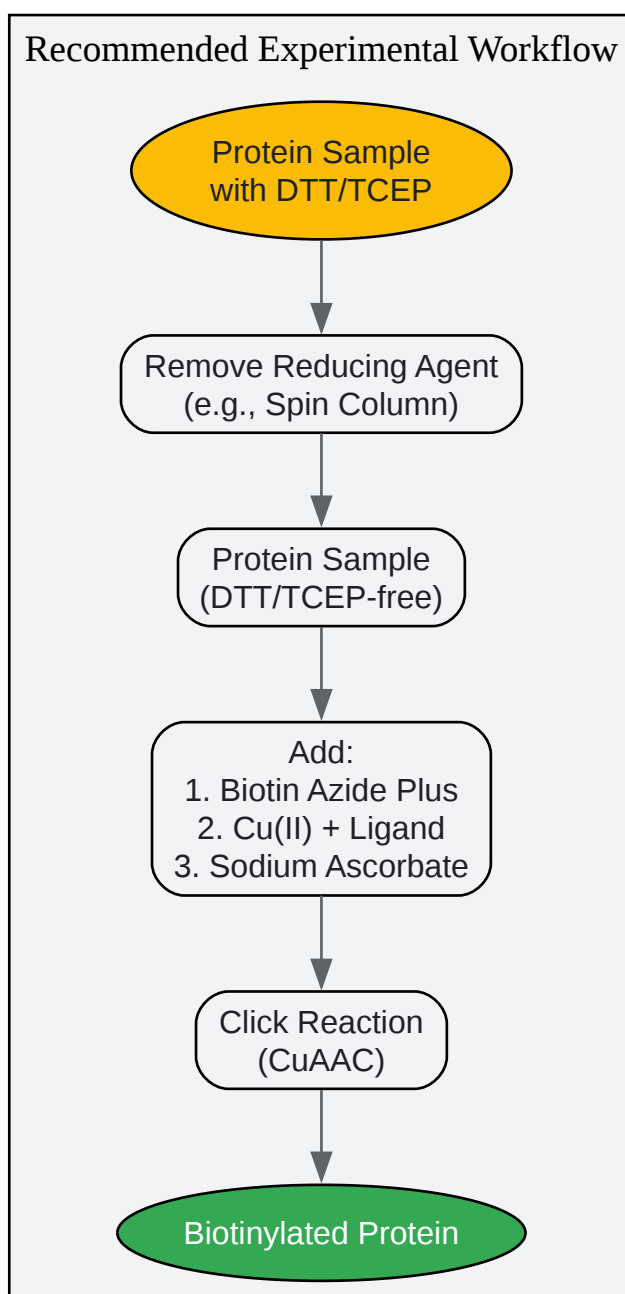 Recommended Experimental Workflow
Protein Sample
with DTT/TCEP
Remove Reducing Agent
(e.g., Spin Column)
Protein Sample
(DTT/TCEP-free)
Add:
1. Biotin Azide Plus
2. Cu(II) + Ligand
3. Sodium Ascorbate
Click Reaction
(CuAAC)
Biotinylated Protein